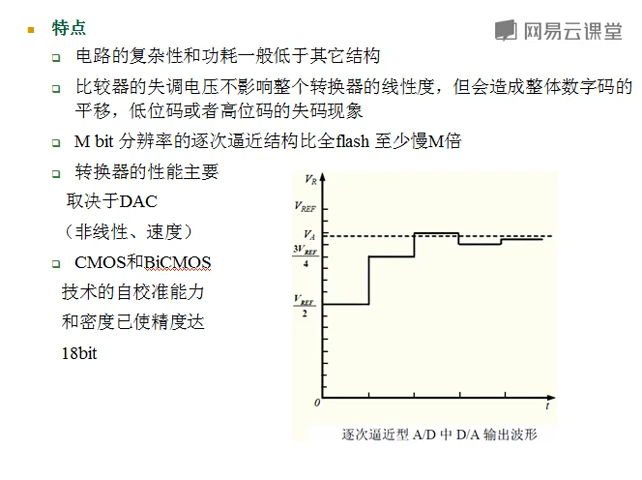 特点
网易云课堂
电路的复杂性和功耗一般低于其它结构
比较器的失调电压不影响整个转换器的线性度，但会造成整体数字码的
平移，低位码或者高位码的失码现象
M bit 分辨率的逐次逼近结构比全flash 至少慢M倍
转换器的性能主要
取决于DAC
（非线性、速度）
CMOS和BiCMOS
技术的自校准能力
和密度已使精度达
18bit
V_R
V_REF
V_A
3V_REF
4
V_REF
2
0
t
逐次逼近型 A/D 中 D/A 输出波形